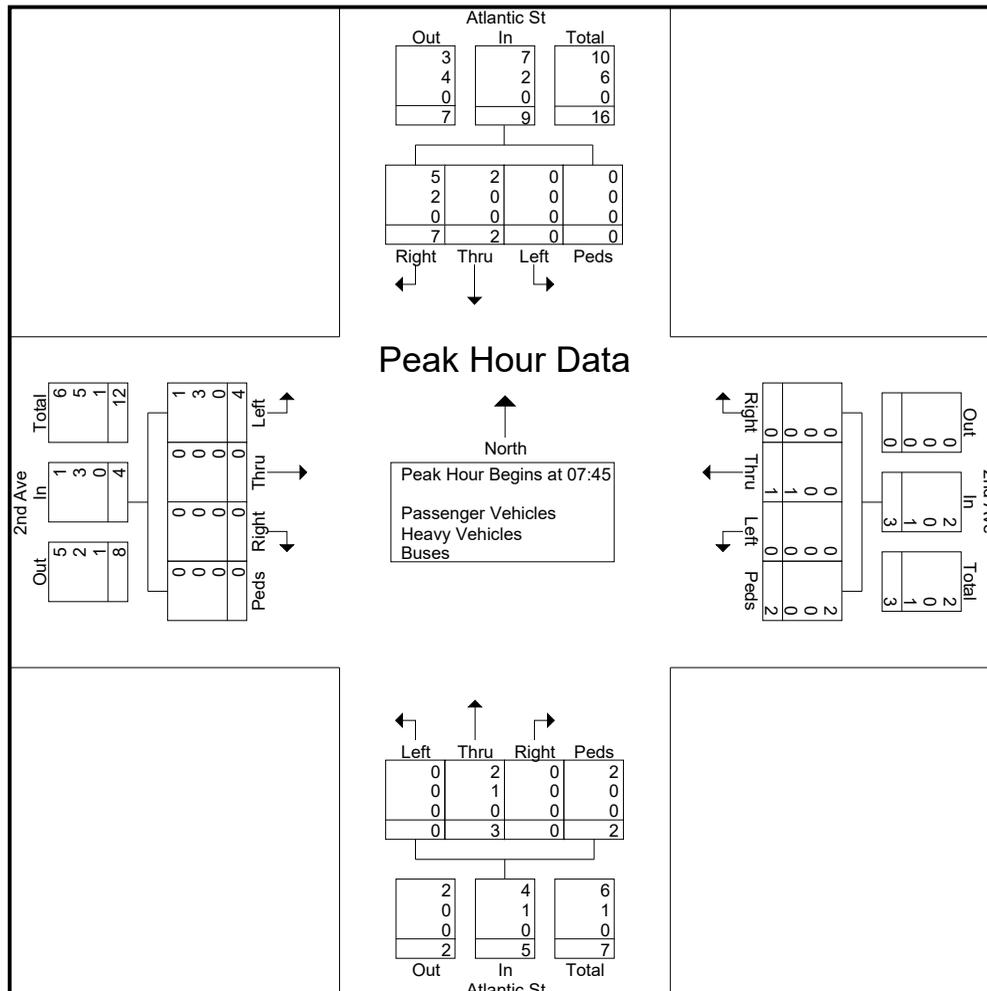 Atlantic St
Out In Total
3 7 10
4 2 6
0 0 0
7 9 16
5 2 0 0
2 0 0 0
0 0 0 0
7 2 0 0
Right Thru Left Peds
Peak Hour Data
2nd Ave
Out In Total
5 1 6
2 3 5
1 0 1
8 4 12
0 0 0 1
0 0 0 3
0 0 0 0
0 0 0 4
Peds Right Thru Left
North
Peak Hour Begins at 07:45
Passenger Vehicles
Heavy Vehicles
Buses
2nd Ave
Out In Total
0 2 2
0 0 0
0 1 1
0 3 3
0 0 0 2
0 0 0 0
0 1 0 0
0 1 0 2
Right Thru Left Peds
Left Thru Right Peds
0 2 0 2
0 1 0 0
0 0 0 0
0 3 0 2
2 4 6
0 1 1
0 0 0
2 5 7
Out In Total
Atlantic St